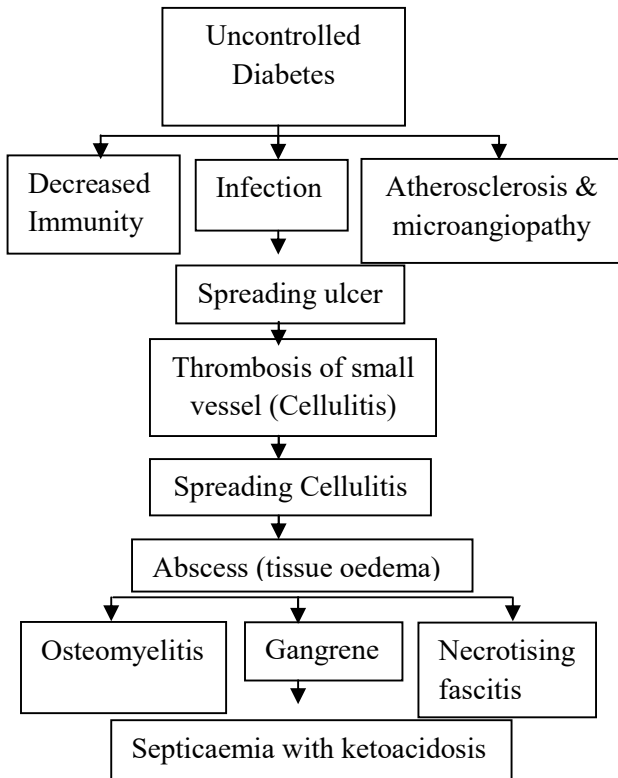 Uncontrolled
Diabetes
Decreased
Immunity
Infection
Atherosclerosis &
microangiopathy
Spreading ulcer
Thrombosis of small
vessel (Cellulitis)
Spreading Cellulitis
Abscess (tissue oedema)
Osteomyelitis
Gangrene
Necrotising
fascitis
Septicaemia with ketoacidosis